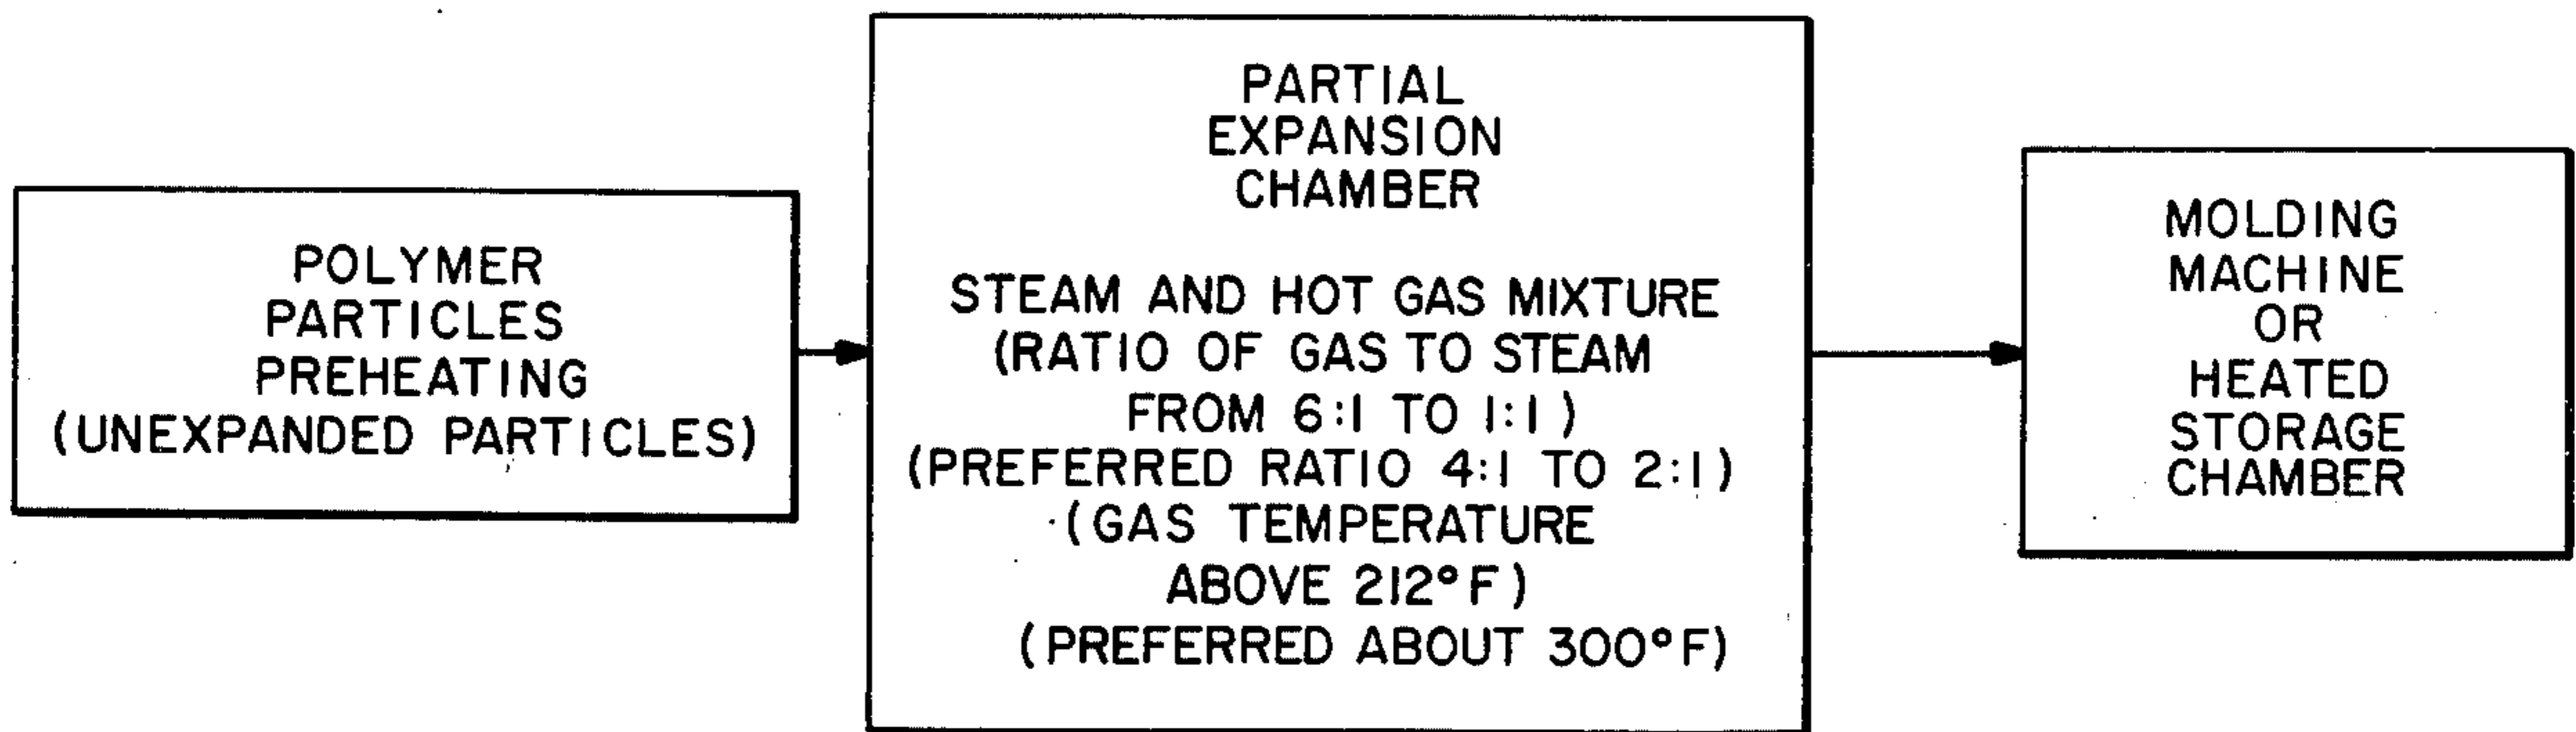 POLYMER
PARTICLES
PREHEATING
(UNEXPANDED PARTICLES)
PARTIAL
EXPANSION
CHAMBER
STEAM AND HOT GAS MIXTURE
(RATIO OF GAS TO STEAM
FROM 6:1 TO 1:1)
(PREFERRED RATIO 4:1 TO 2:1)
(GAS TEMPERATURE
ABOVE 212°F)
(PREFERRED ABOUT 300°F)
MOLDING
MACHINE
OR
HEATED
STORAGE
CHAMBER